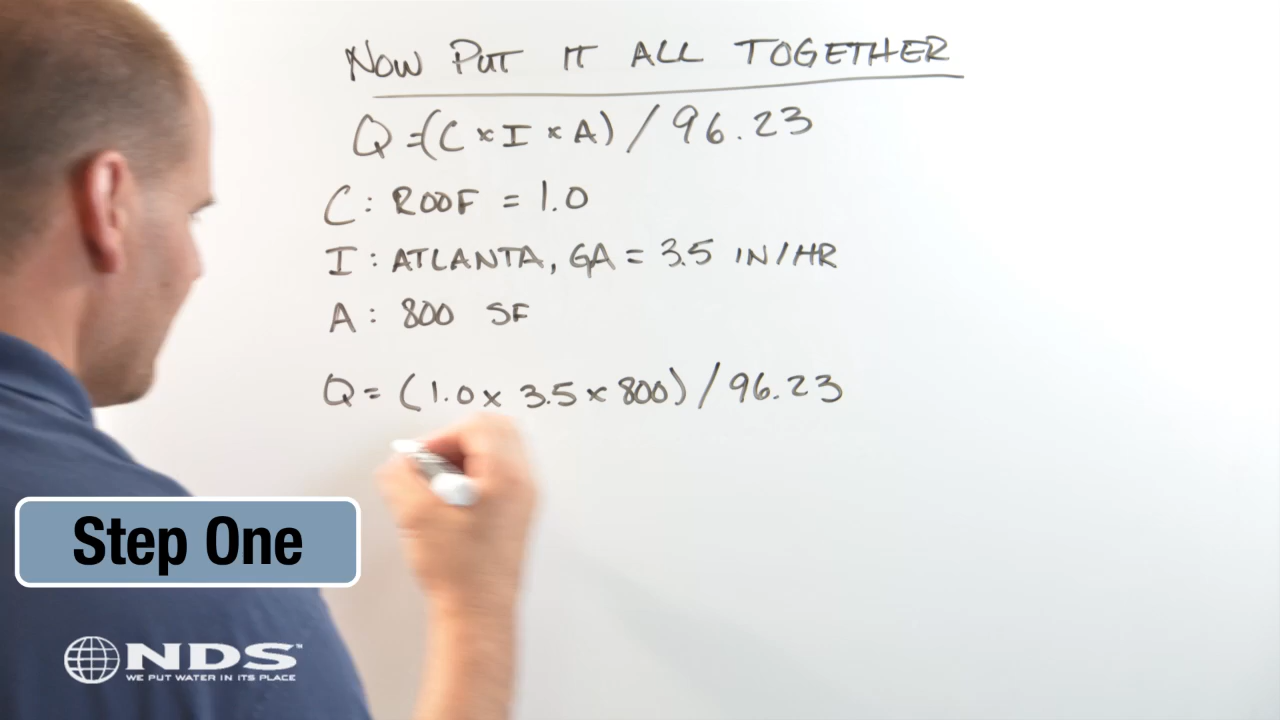 NOW PUT IT ALL TOGETHER
Q=(C x I x A) / 96.23
C: ROOF = 1.0
I: ATLANTA, GA = 3.5 IN/HR
A: 800 SF
Q= (1.0 x 3.5 x 800) / 96.23
Step One
NDS™
WE PUT WATER IN ITS PLACE